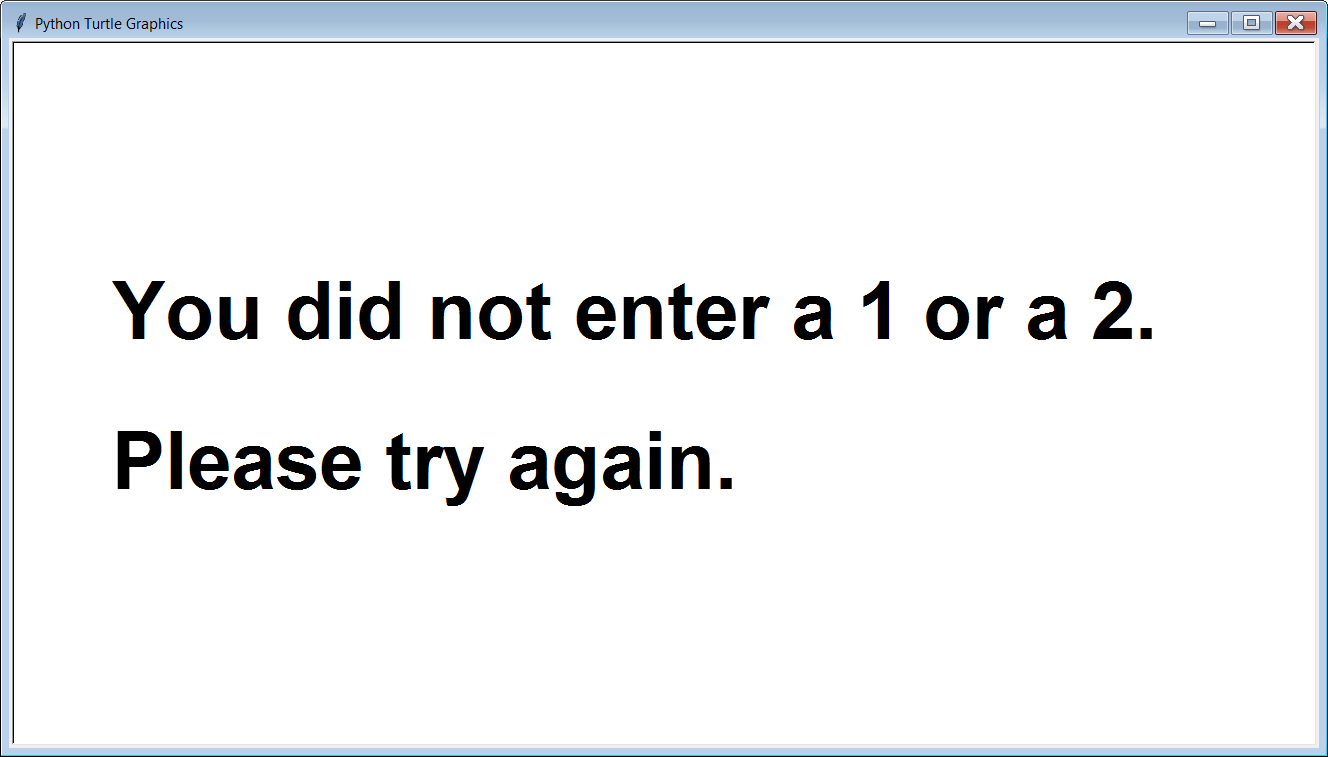 Python Turtle Graphics
You did not enter a 1 or a 2.
Please try again.